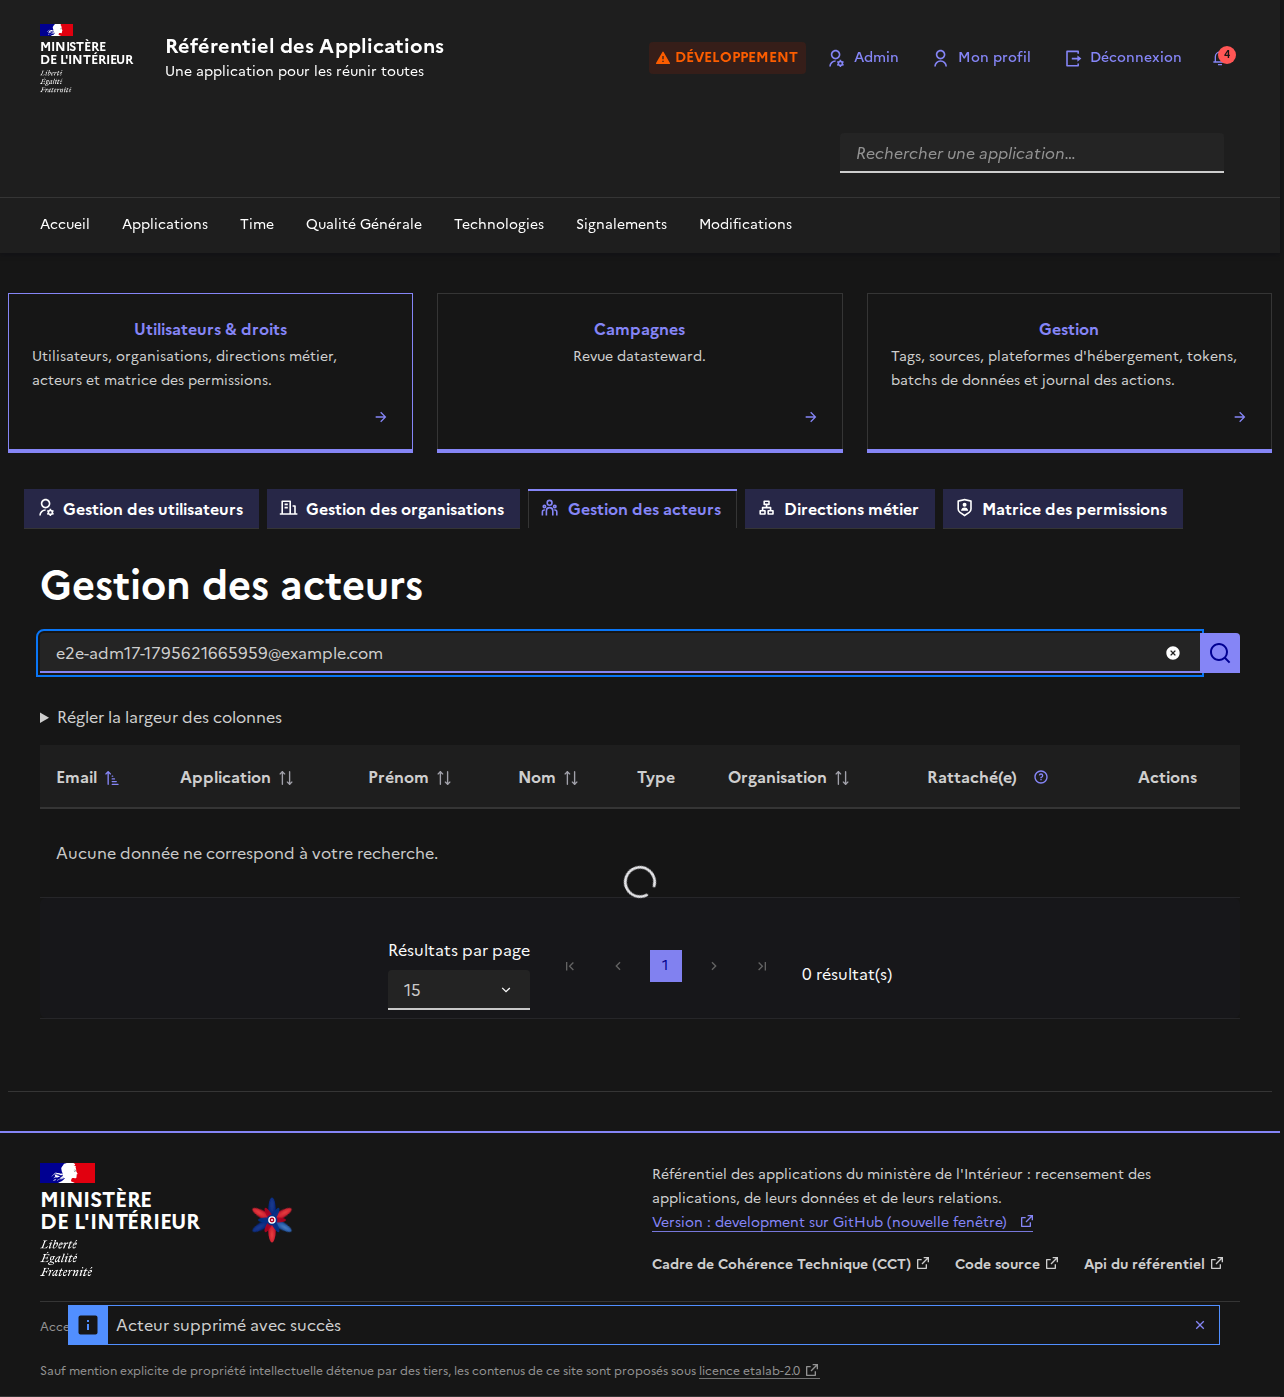 MINISTÈRE
DE L'INTÉRIEUR
Liberté
Égalité
Fraternité
Référentiel des Applications
Une application pour les réunir toutes
DÉVELOPPEMENT
Admin
Mon profil
Déconnexion
4
Rechercher une application...
Accueil
Applications
Time
Qualité Générale
Technologies
Signalements
Modifications
Utilisateurs & droits
Utilisateurs, organisations, directions métier,
acteurs et matrice des permissions.
Campagnes
Revue datasteward.
Gestion
Tags, sources, plateformes d'hébergement, tokens,
batchs de données et journal des actions.
Gestion des utilisateurs
Gestion des organisations
Gestion des acteurs
Directions métier
Matrice des permissions
Gestion des acteurs
e2e-adm17-1795621665959@example.com
Régler la largeur des colonnes
Email
Application
Prénom
Nom
Type
Organisation
Rattaché(e)
Actions
Aucune donnée ne correspond à votre recherche.
Résultats par page
15
1
0 résultat(s)
MINISTÈRE
DE L'INTÉRIEUR
Liberté
Égalité
Fraternité
Référentiel des applications du ministère de l'Intérieur : recensement des
applications, de leurs données et de leurs relations.
Version : development sur GitHub (nouvelle fenêtre)
Cadre de Cohérence Technique (CCT)
Code source
Api du référentiel
Acce
Acteur supprimé avec succès
Sauf mention explicite de propriété intellectuelle détenue par des tiers, les contenus de ce site sont proposés sous licence etalab-2.0